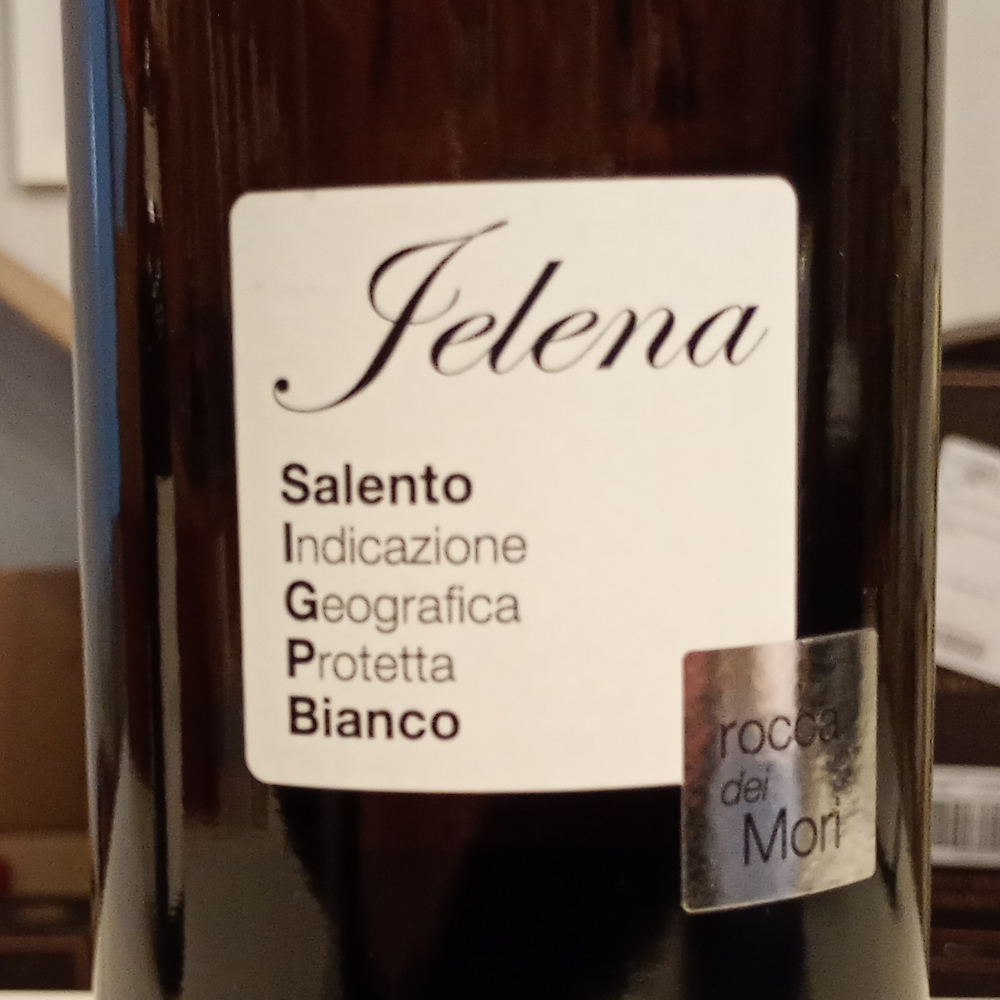 Jelena
Salento
Indicazione
Geografica
Protetta
Bianco
rocca
dei
Mori